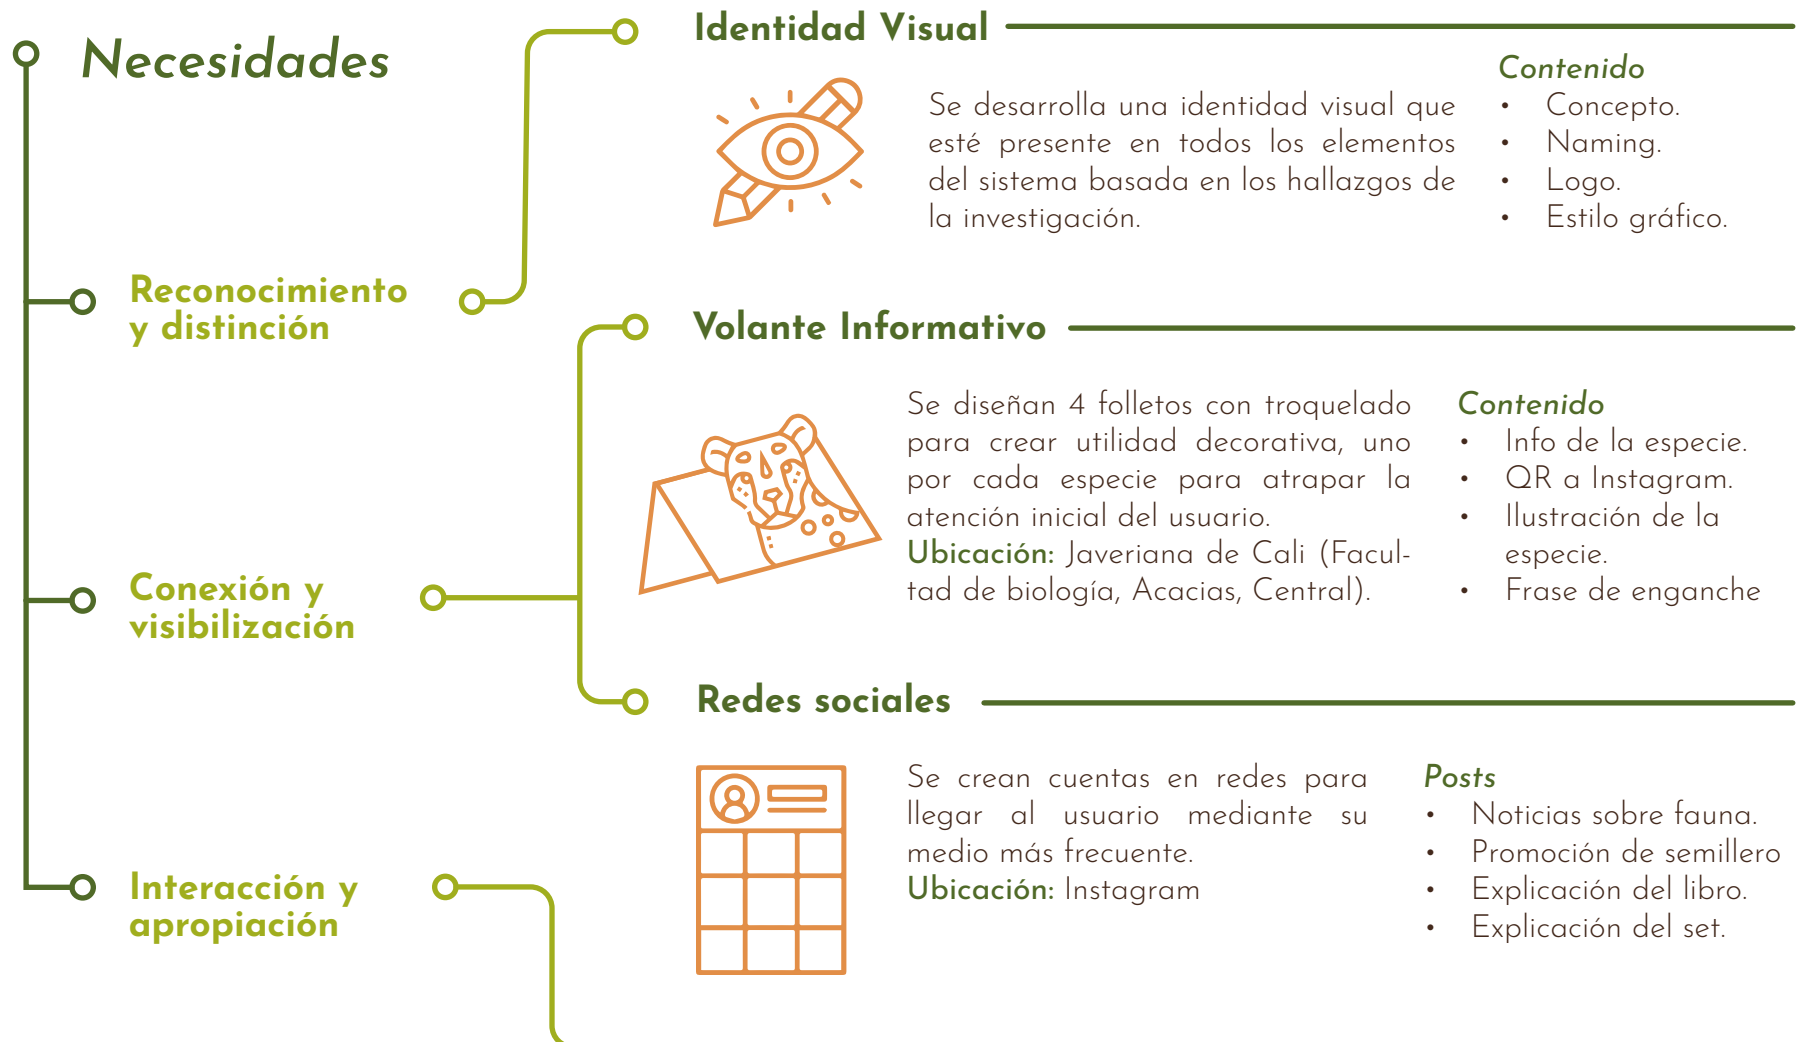 Necesidades
Reconocimiento
y distinción
Conexión y
visibilización
Interacción y
apropiación
Identidad Visual
Se desarrolla una identidad visual que
esté presente en todos los elementos
del sistema basada en los hallazgos de
la investigación.
Contenido
• Concepto.
• Naming.
• Logo.
• Estilo gráfico.
Volante Informativo
Se diseñan 4 folletos con troquelado
para crear utilidad decorativa, uno
por cada especie para atrapar la
atención inicial del usuario.
Ubicación: Javeriana de Cali (Facul-
tad de biología, Acacias, Central).
Contenido
• Info de la especie.
• QR a Instagram.
• Ilustración de la
especie.
• Frase de enganche
Redes sociales
Se crean cuentas en redes para
llegar al usuario mediante su
medio más frecuente.
Ubicación: Instagram
Posts
• Noticias sobre fauna.
• Promoción de semillero
• Explicación del libro.
• Explicación del set.